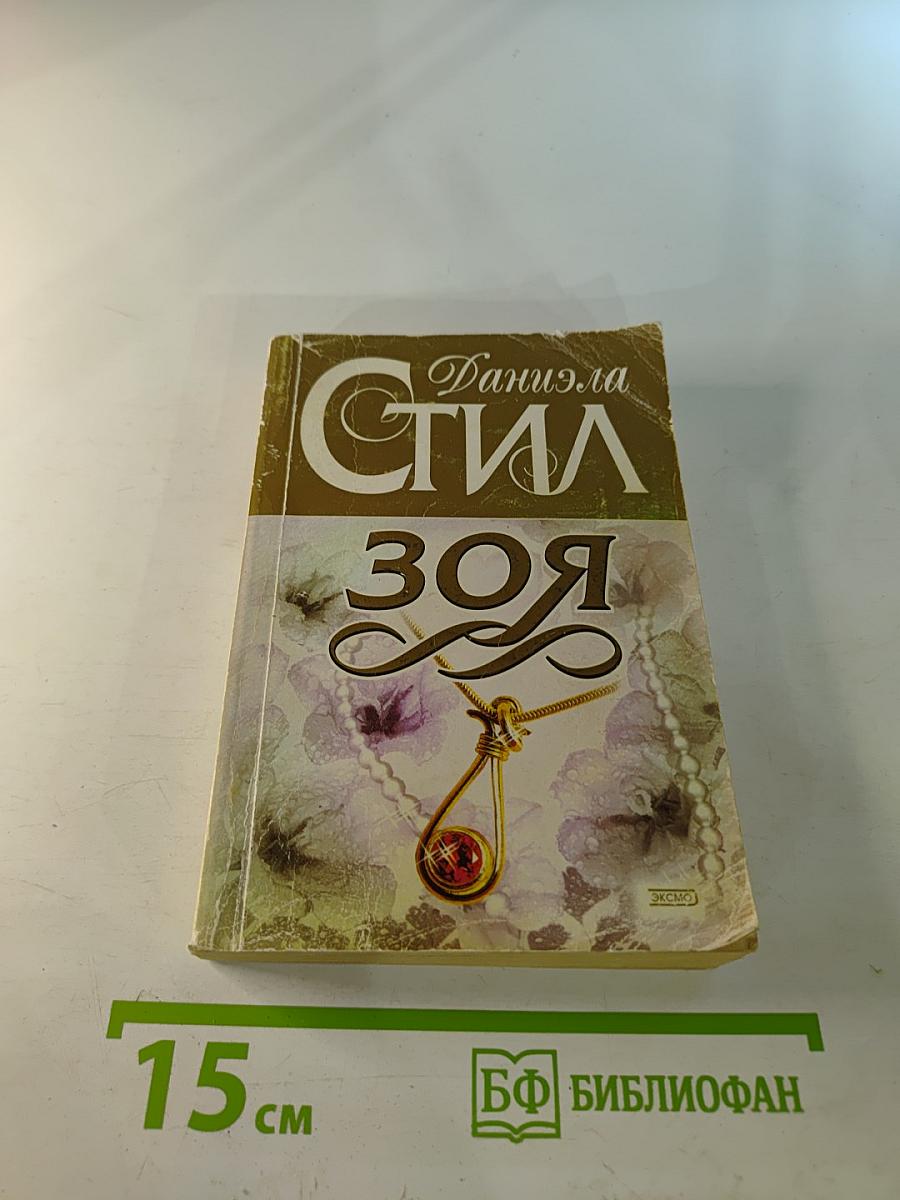 Даниэла
Стил
ЗОЯ
ЭКСМО
15 см
БФ БИБЛИОФАН